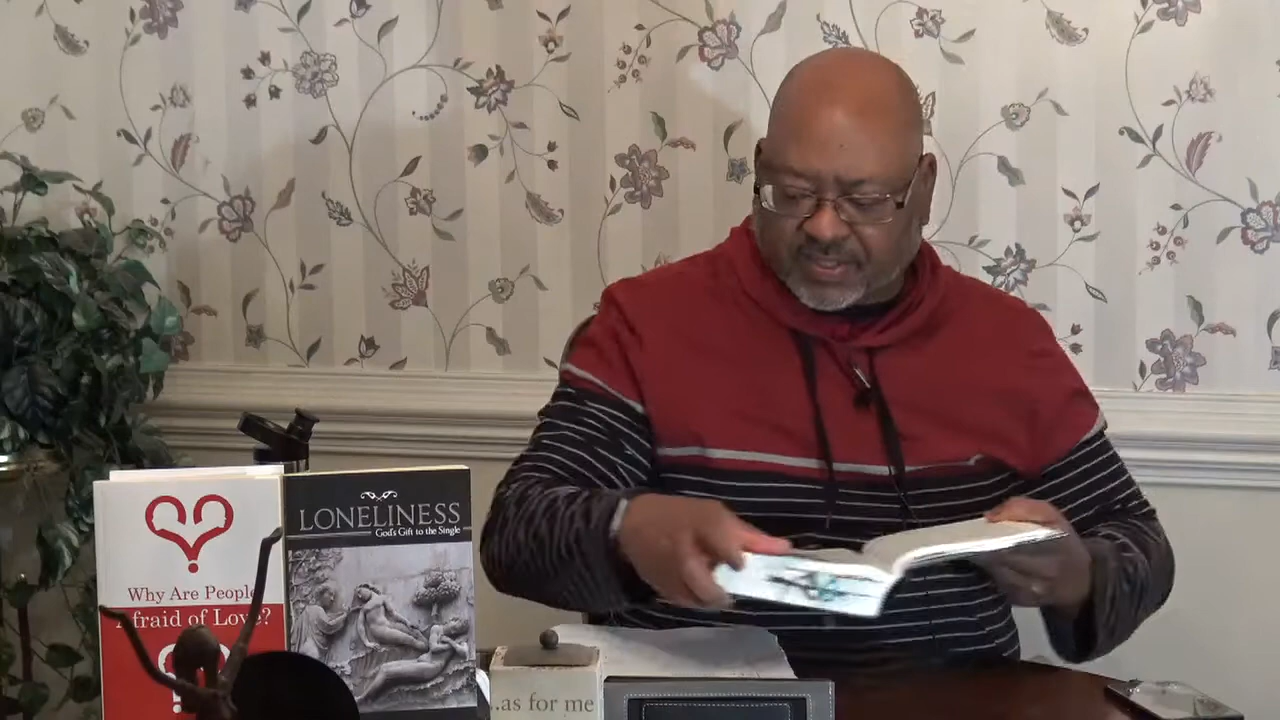 Why Are People
Afraid of Love?
LONELINESS
God's Gift to the Single
...as for me